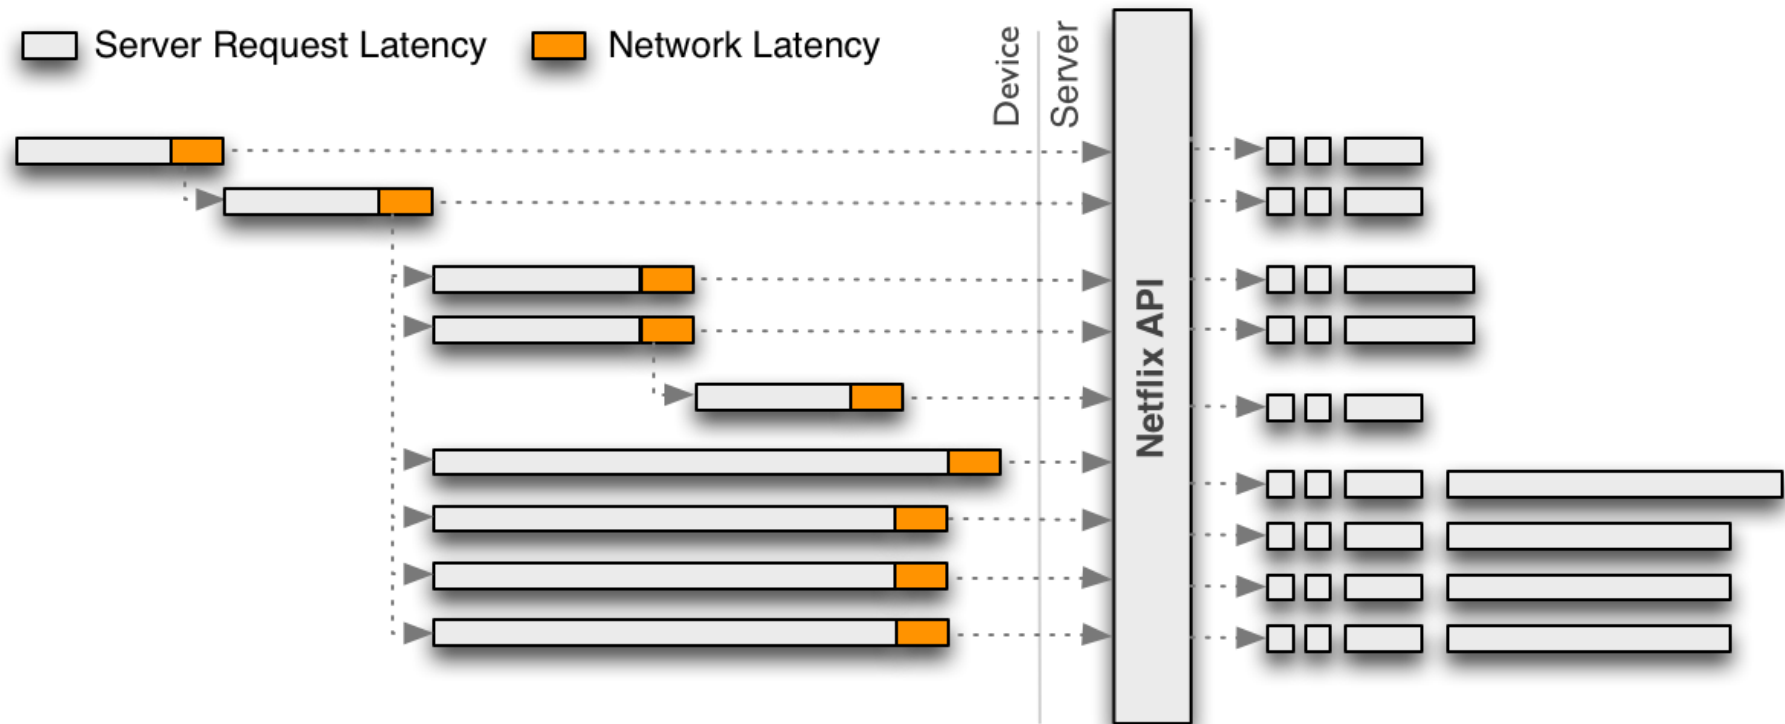 Server Request Latency
Network Latency
Device
Server
Netflix API